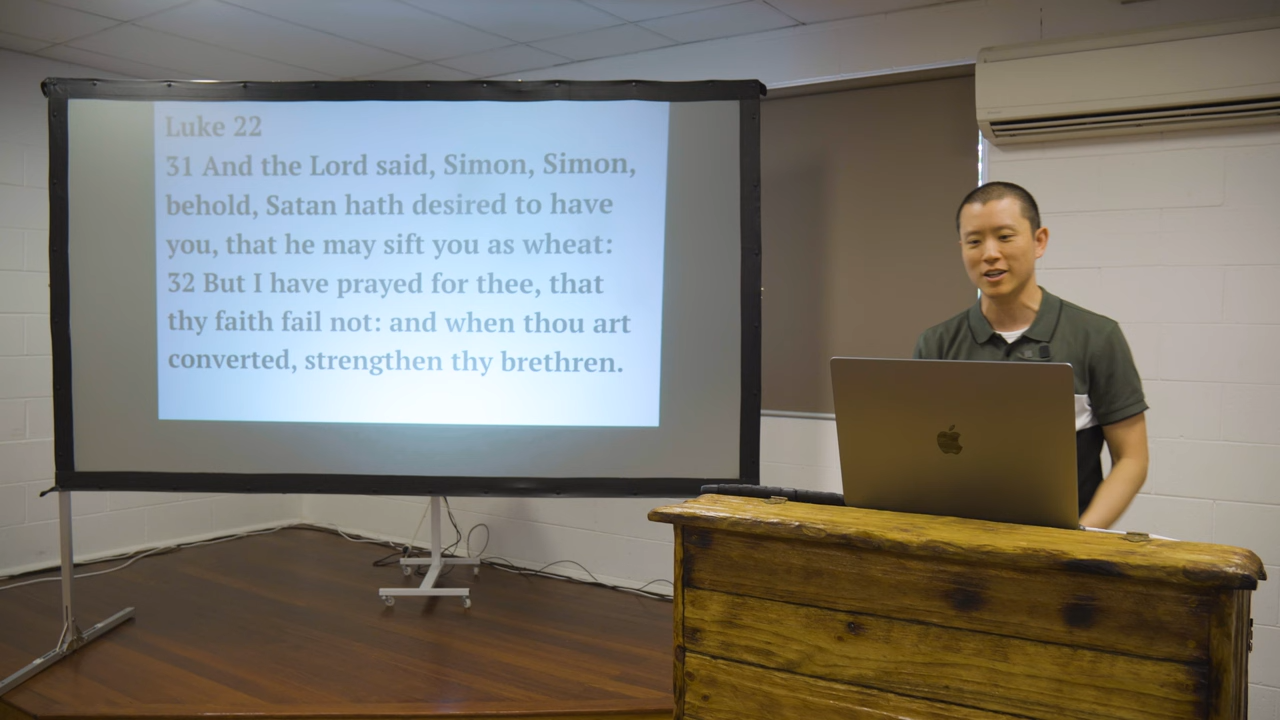 Luke 22
31 And the Lord said, Simon, Simon,
behold, Satan hath desired to have
you, that he may sift you as wheat:
32 But I have prayed for thee, that
thy faith fail not: and when thou art
converted, strengthen thy brethren.